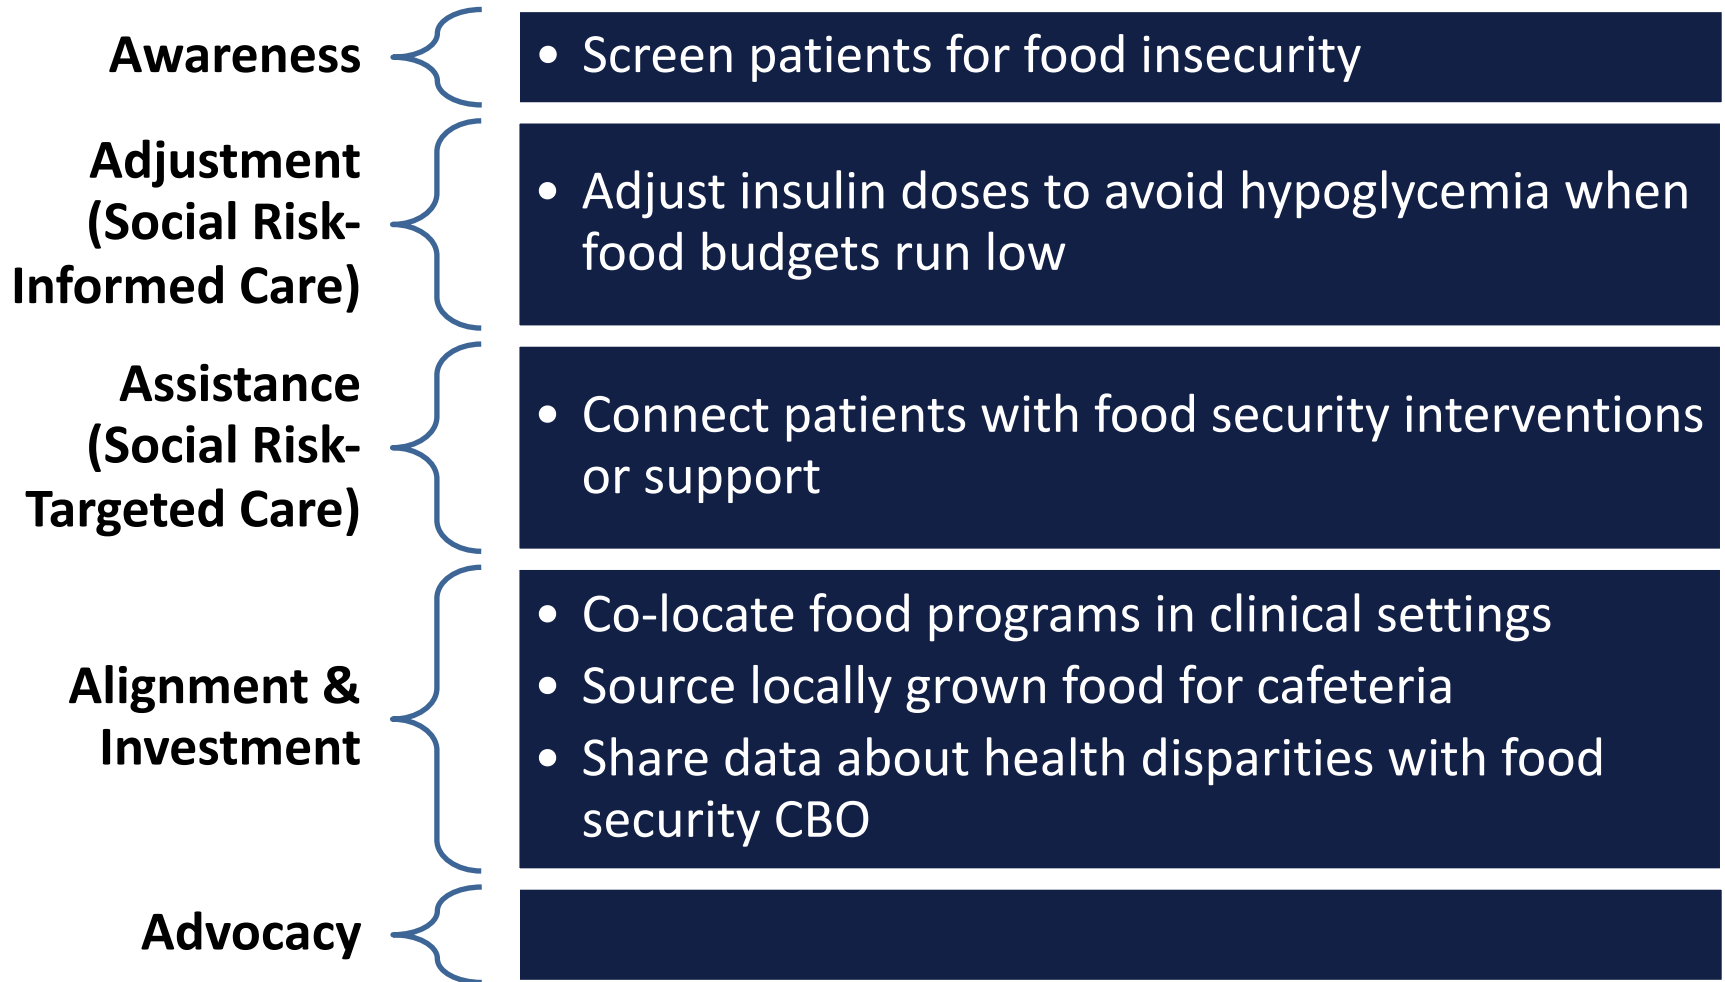 Awareness
• Screen patients for food insecurity
Adjustment
(Social Risk-
Informed Care)
• Adjust insulin doses to avoid hypoglycemia when
food budgets run low
Assistance
(Social Risk-
Targeted Care)
• Connect patients with food security interventions
or support
Alignment &
Investment
• Co-locate food programs in clinical settings
• Source locally grown food for cafeteria
• Share data about health disparities with food
security CBO
Advocacy